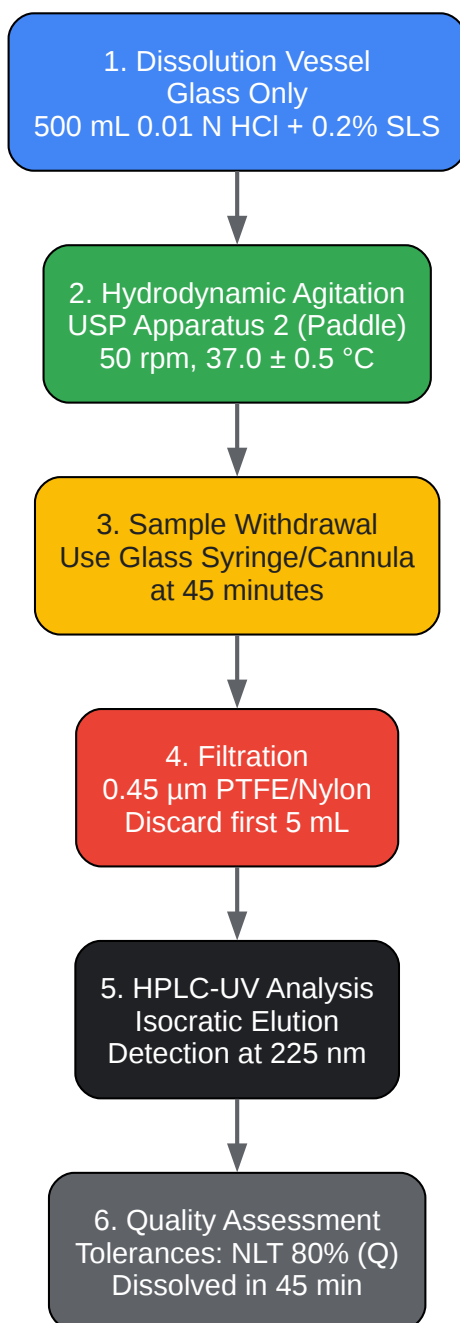 1. Dissolution Vessel
Glass Only
500 mL 0.01 N HCl + 0.2% SLS
2. Hydrodynamic Agitation
USP Apparatus 2 (Paddle)
50 rpm, 37.0 ± 0.5 °C
3. Sample Withdrawal
Use Glass Syringe/Cannula
at 45 minutes
4. Filtration
0.45 µm PTFE/Nylon
Discard first 5 mL
5. HPLC-UV Analysis
Isocratic Elution
Detection at 225 nm
6. Quality Assessment
Tolerances: NLT 80% (Q)
Dissolved in 45 min